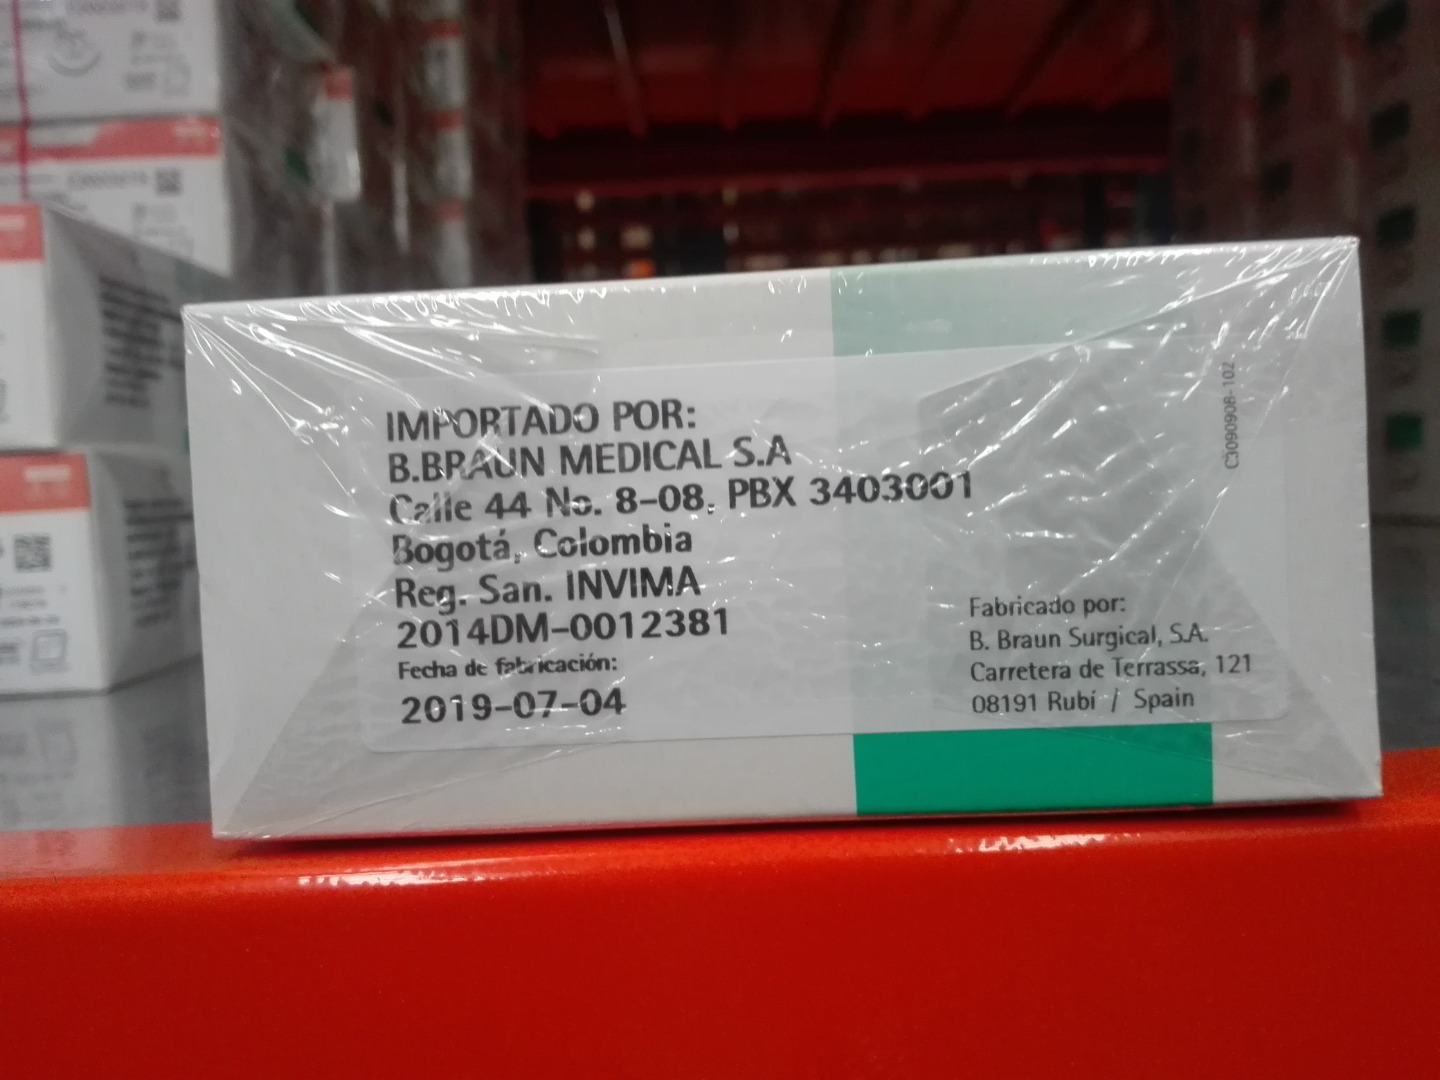 IMPORTADO POR:
B.BRAUN MEDICAL S.A
Calle 44 No. 8-08, PBX 3403001
Bogotá, Colombia
Reg. San. INVIMA
2014DM-0012381
Fecha de fabricación:
2019-07-04
Fabricado por:
B. Braun Surgical, S.A.
Carretera de Terrassa, 121
08191 Rubí / Spain
C3090908-102